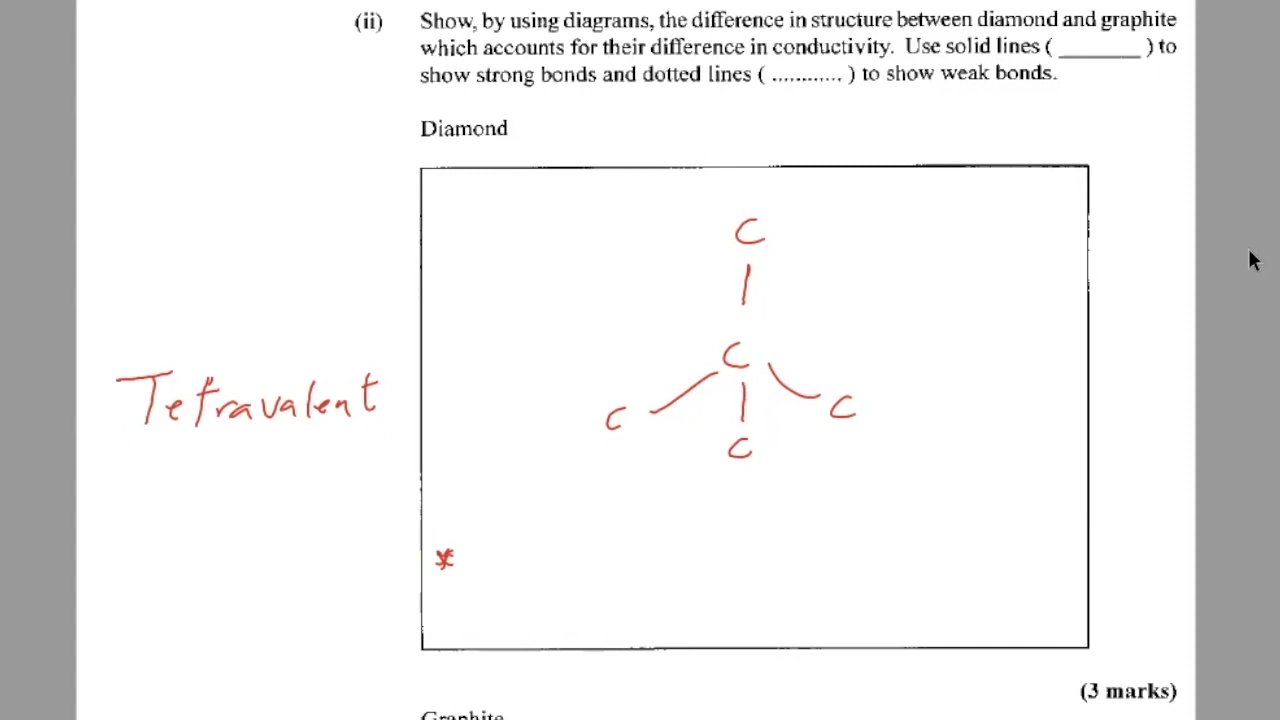 (ii) Show, by using diagrams, the difference in structure between diamond and graphite
which accounts for their difference in conductivity. Use solid lines ( ________ ) to
show strong bonds and dotted lines ( ............ ) to show weak bonds.
Diamond
C
C
Tetravalent
C C
C
*
(3 marks)
Graphite